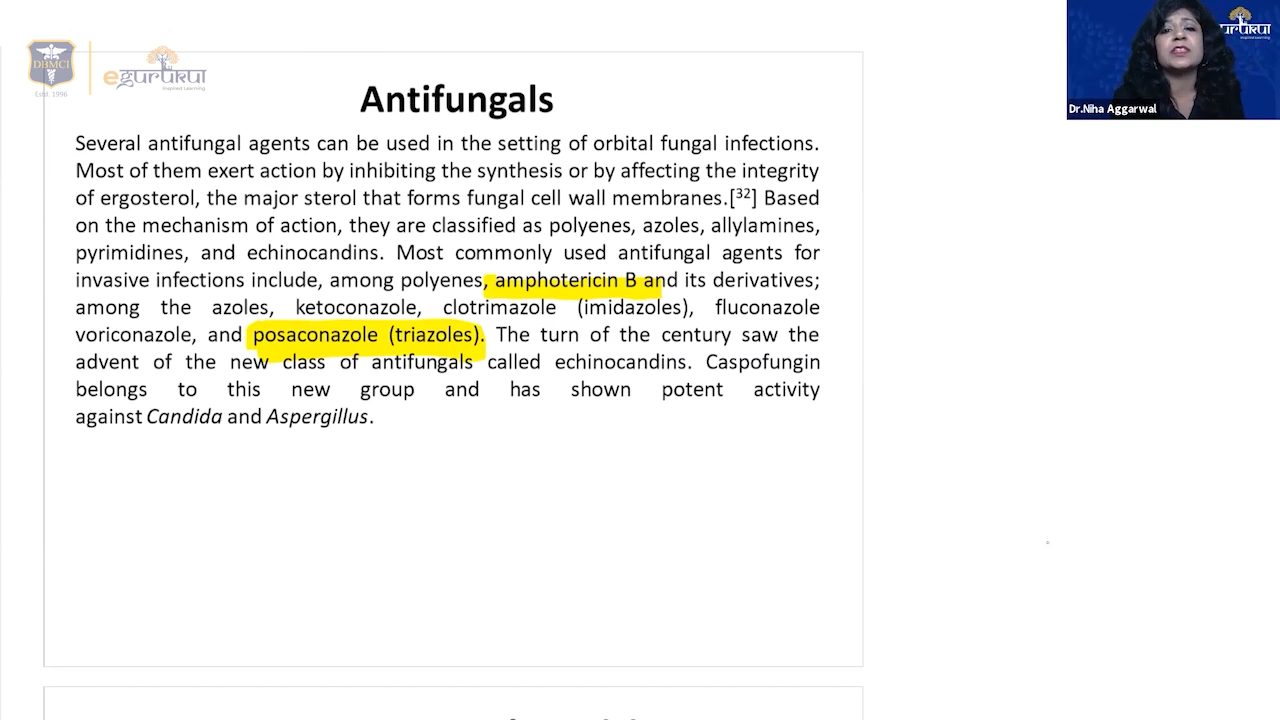 DBMCI
Estd. 1996
egurukul
Inspired Learning
urukul
Inspired Learning
Dr.Niha Aggarwal
Antifungals
Several antifungal agents can be used in the setting of orbital fungal infections.
Most of them exert action by inhibiting the synthesis or by affecting the integrity
of ergosterol, the major sterol that forms fungal cell wall membranes.[32] Based
on the mechanism of action, they are classified as polyenes, azoles, allylamines,
pyrimidines, and echinocandins. Most commonly used antifungal agents for
invasive infections include, among polyenes, amphotericin B and its derivatives;
among the azoles, ketoconazole, clotrimazole (imidazoles), fluconazole
voriconazole, and posaconazole (triazoles). The turn of the century saw the
advent of the new class of antifungals called echinocandins. Caspofungin
belongs to this new group and has shown potent activity
against Candida and Aspergillus.